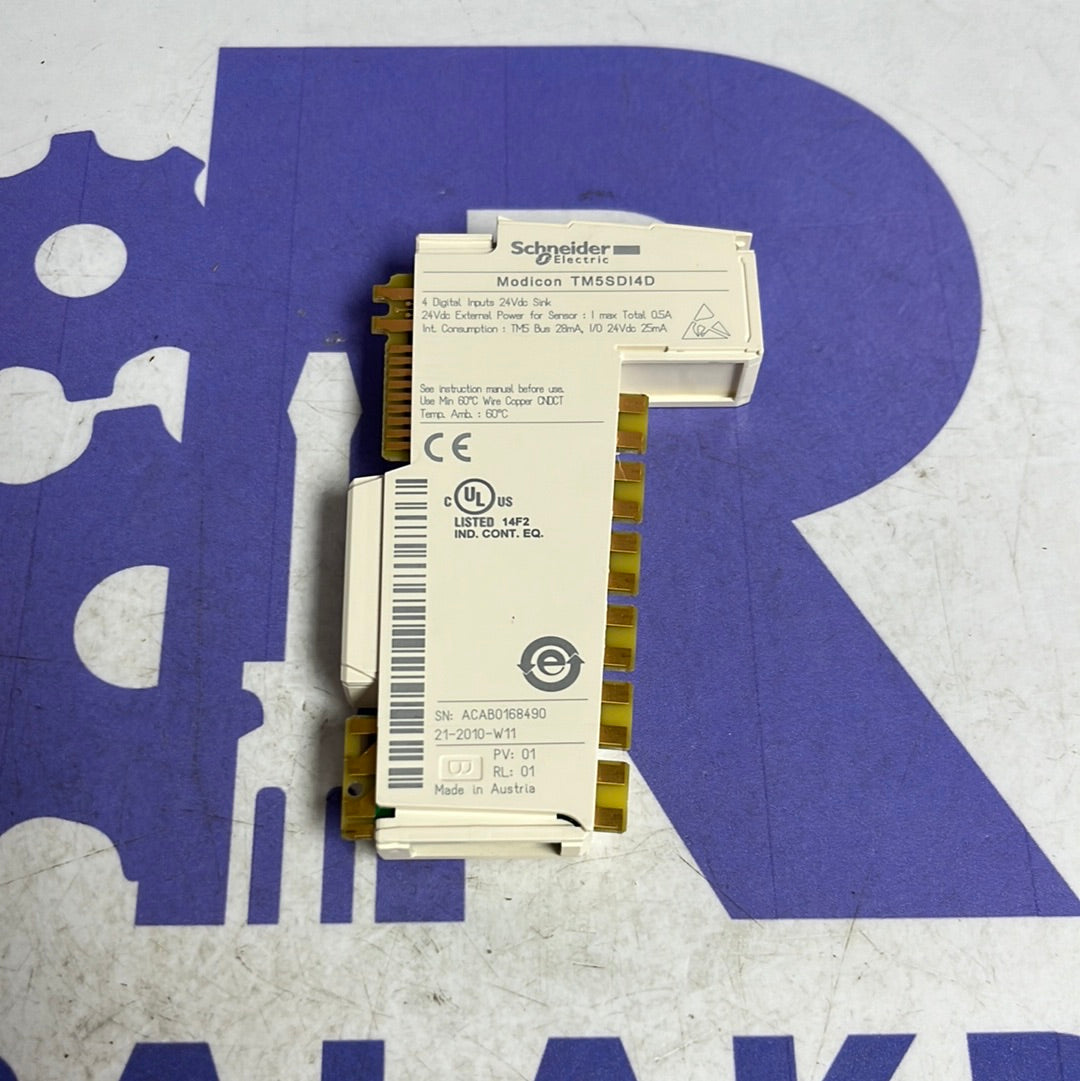 R
Schneider
Electric
Modicon TM5SDI4D
4 Digital Inputs 24Vdc Sink
24Vdc External Power for Sensor : I max Total 0.5A
Int. Consumption : TM5 Bus 28mA, I/O 24Vdc 25mA
See instruction manual before use.
Use Min 60°C Wire Copper CNDCT
Temp. Amb. : 60°C
CE
C UL US
LISTED 14F2
IND. CONT. EQ.
e
SN: ACAB0168490
21-2010-W11
PV: 01
RL: 01
Made in Austria